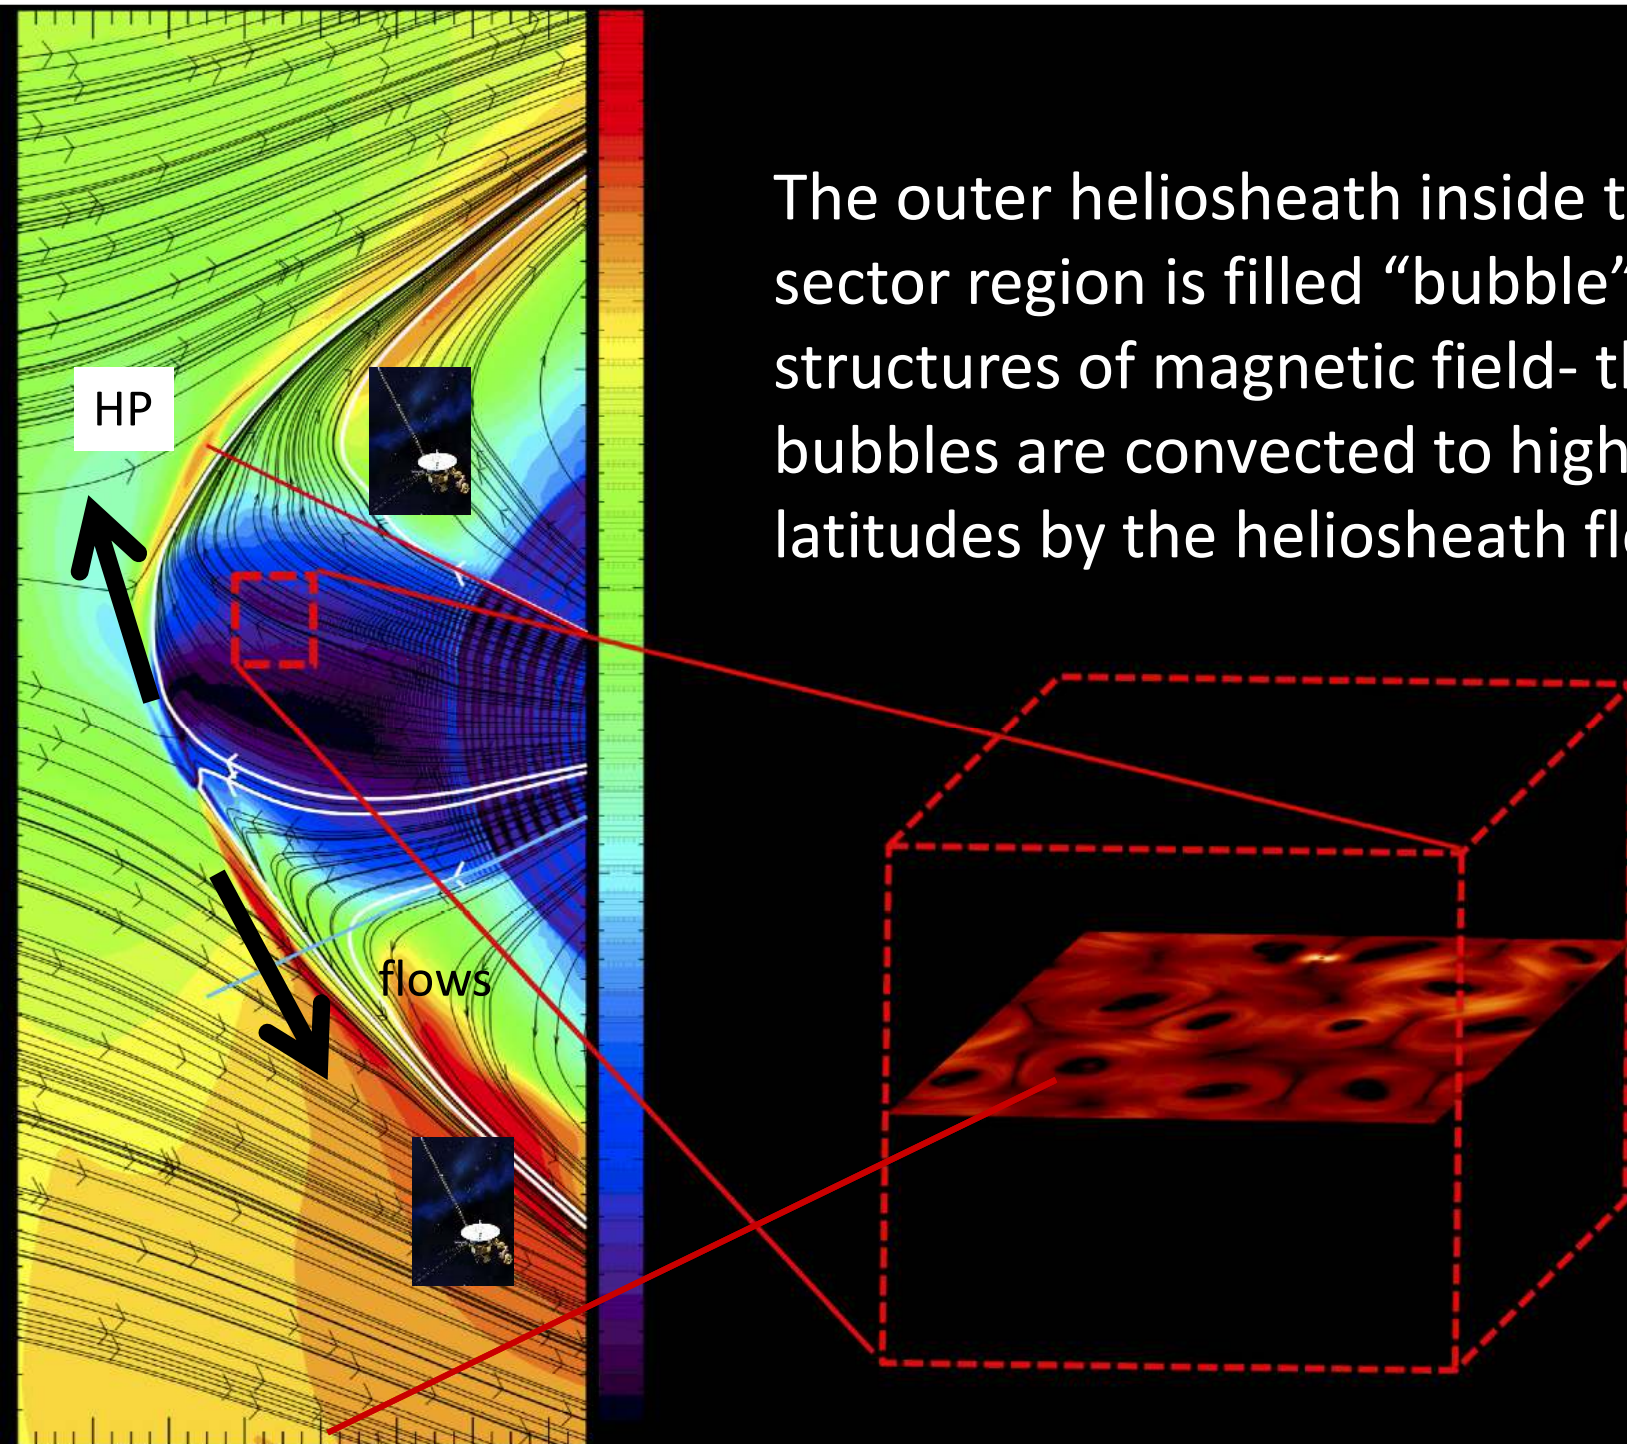 The outer heliosheath inside t
sector region is filled “bubble”
structures of magnetic field- th
bubbles are convected to high
latitudes by the heliosheath fl
HP
flows